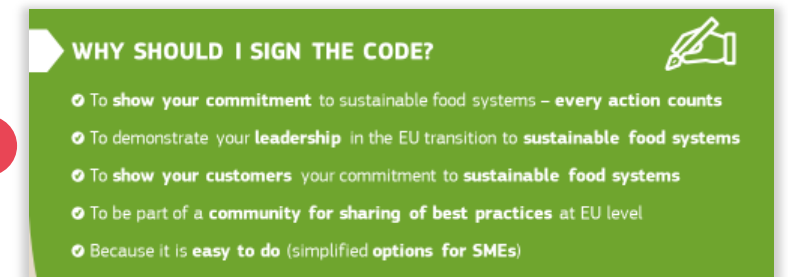 WHY SHOULD I SIGN THE CODE?
To show your commitment to sustainable food systems – every action counts
To demonstrate your leadership in the EU transition to sustainable food systems
To show your customers your commitment to sustainable food systems
To be part of a community for sharing of best practices at EU level
Because it is easy to do (simplified options for SMEs)